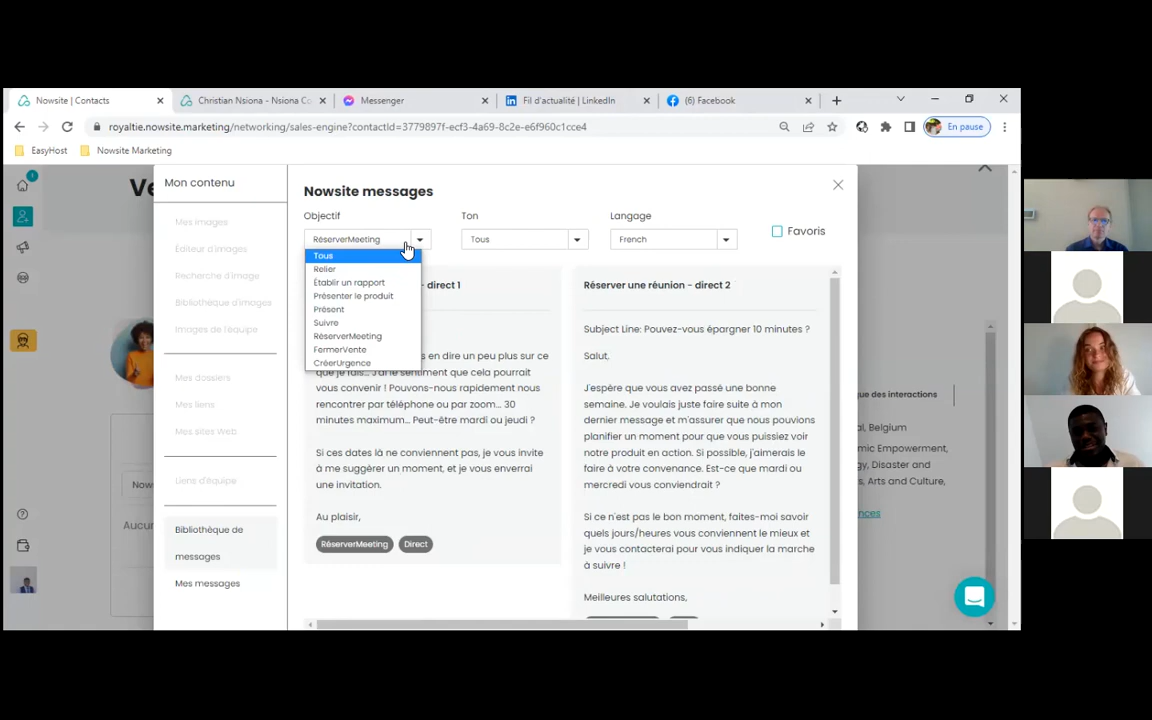 Nowsite | Contacts
Christian Nsiona - Nsiona Co
Messenger
Fil d'actualité | LinkedIn
(6) Facebook
royaltie.nowsite.marketing/networking/sales-engine?contactId=3779897f-ecf3-4a69-8c2e-e6f960c1cce4
En pause
EasyHost
Nowsite Marketing
Mon contenu
Mes images
Éditeur d'images
Recherche d'image
Bibliothèque d'images
Images de l'équipe
Mes dossiers
Mes liens
Mes sites Web
Liens d'équipe
Bibliothèque de
messages
Mes messages
Nowsite messages
Objectif
Ton
Langage
RéserverMeeting
Tous
French
Favoris
Tous
Relier
Établir un rapport
Présenter le produit
Présent
Suivre
RéserverMeeting
FermerVente
CréerUrgence
- direct 1
en dire un peu plus sur ce
que je fais... J'ai le sentiment que cela pourrait
vous convenir ! Pouvons-nous rapidement nous
rencontrer par téléphone ou par zoom... 30
minutes maximum... Peut-être mardi ou jeudi ?
Si ces dates là ne conviennent pas, je vous invite
à me suggérer un moment, et je vous enverrai
une invitation.
Au plaisir,
RéserverMeeting
Direct
Réserver une réunion - direct 2
Subject Line: Pouvez-vous épargner 10 minutes ?
Salut,
J'espère que vous avez passé une bonne
semaine. Je voulais juste faire suite à mon
dernier message et m'assurer que nous pouvions
planifier un moment pour que vous puissiez voir
notre produit en action. Si possible, j'aimerais le
faire à votre convenance. Est-ce que mardi ou
mercredi vous conviendrait ?
Si ce n'est pas le bon moment, faites-moi savoir
quels jours/heures vous conviennent le mieux et
je vous contacterai pour vous indiquer la marche
à suivre !
Meilleures salutations,
Ve
Now
Aucur
gue des interactions
al, Belgium
mic Empowerment,
gy, Disaster and
s, Arts and Culture,
nces